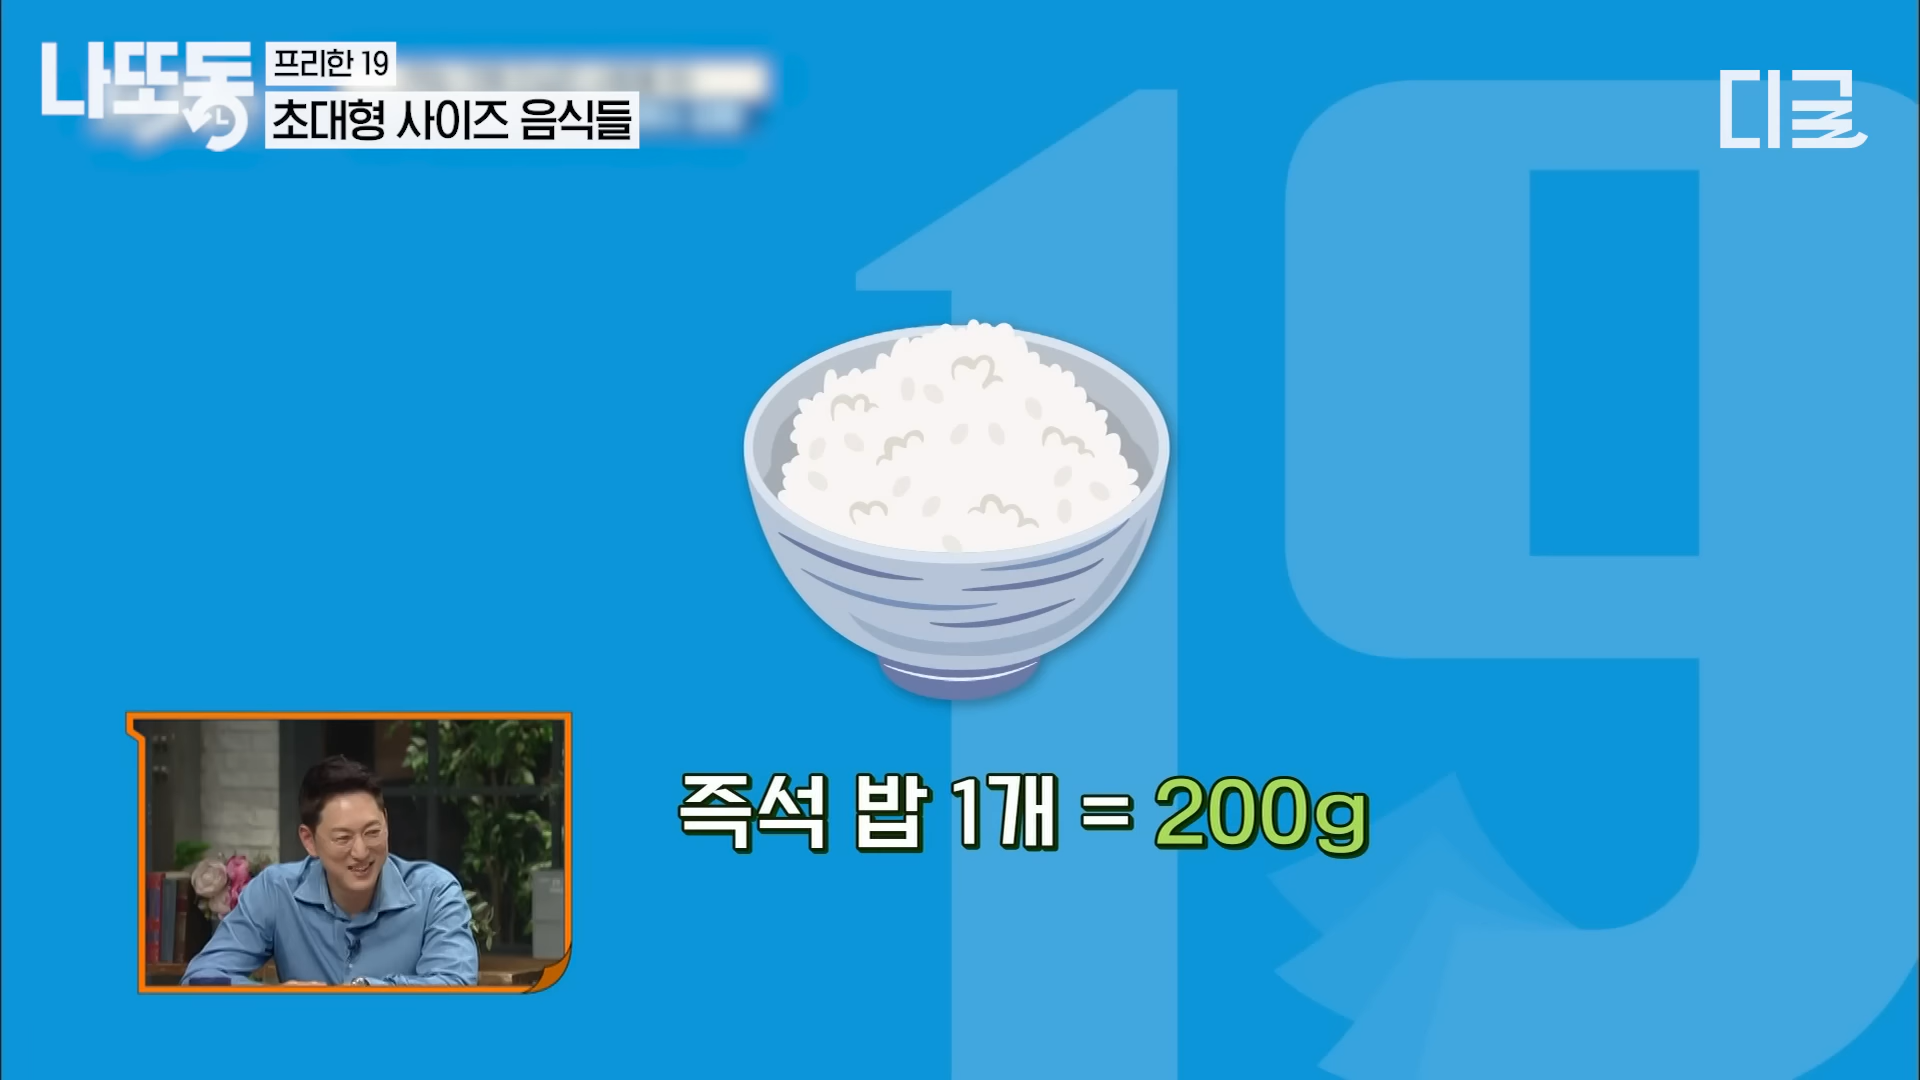 나또동
프리한 19
초대형 사이즈 음식들
디글
19
즉석 밥 1개 = 200g